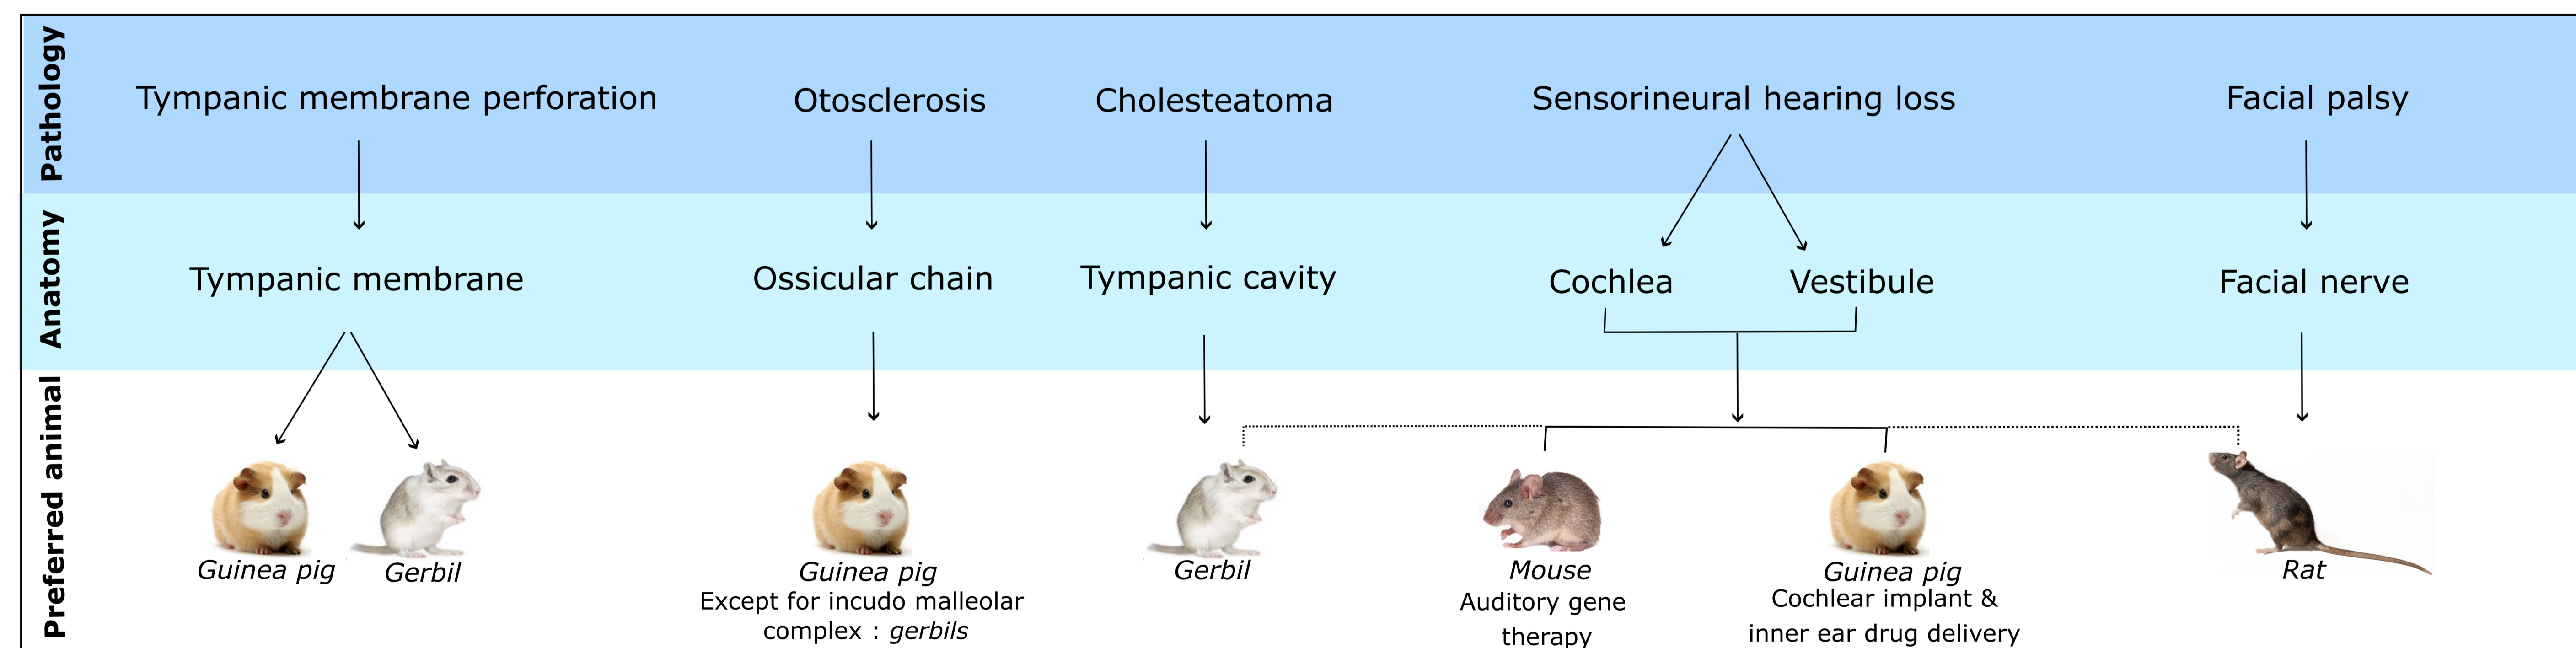 Pathology
Tympanic membrane perforation
Otosclerosis
Cholesteatoma
Sensorineural hearing loss
Facial palsy
Anatomy
Tympanic membrane
Ossicular chain
Tympanic cavity
Cochlea
Vestibule
Facial nerve
Preferred animal
Guinea pig
Gerbil
Guinea pig
Except for incudo malleolar
complex : gerbils
Gerbil
Mouse
Auditory gene
therapy
Guinea pig
Cochlear implant &
inner ear drug delivery
Rat